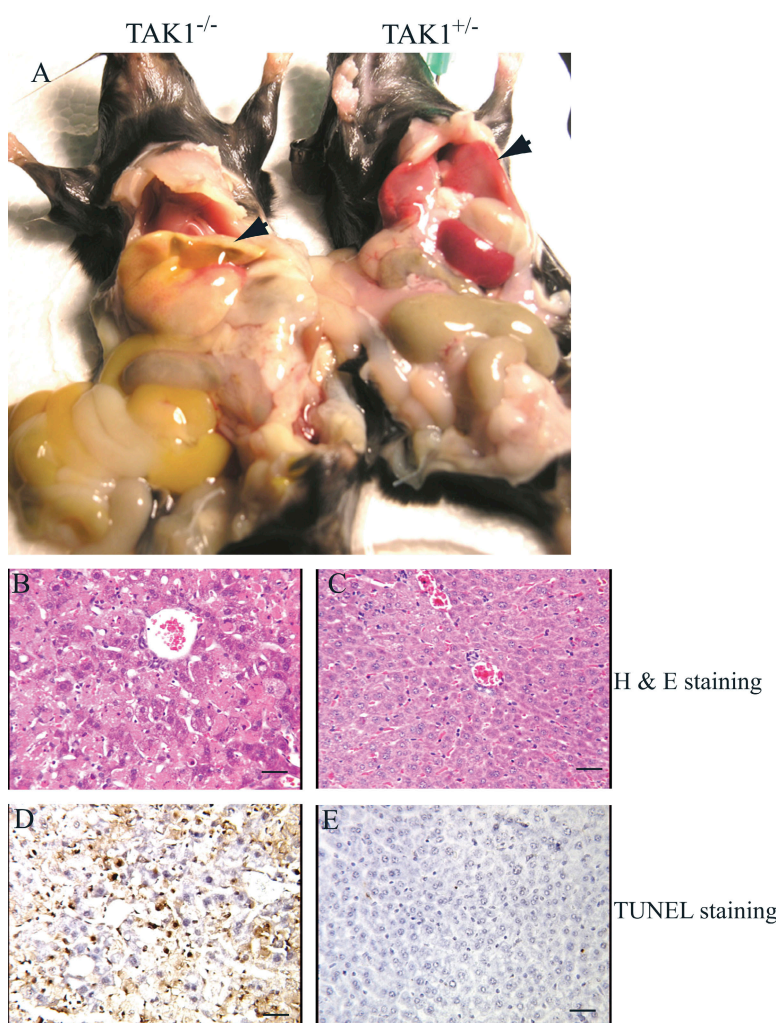 TAK1-/- TAK1+/-
A
B C
H & E staining
D E
TUNEL staining